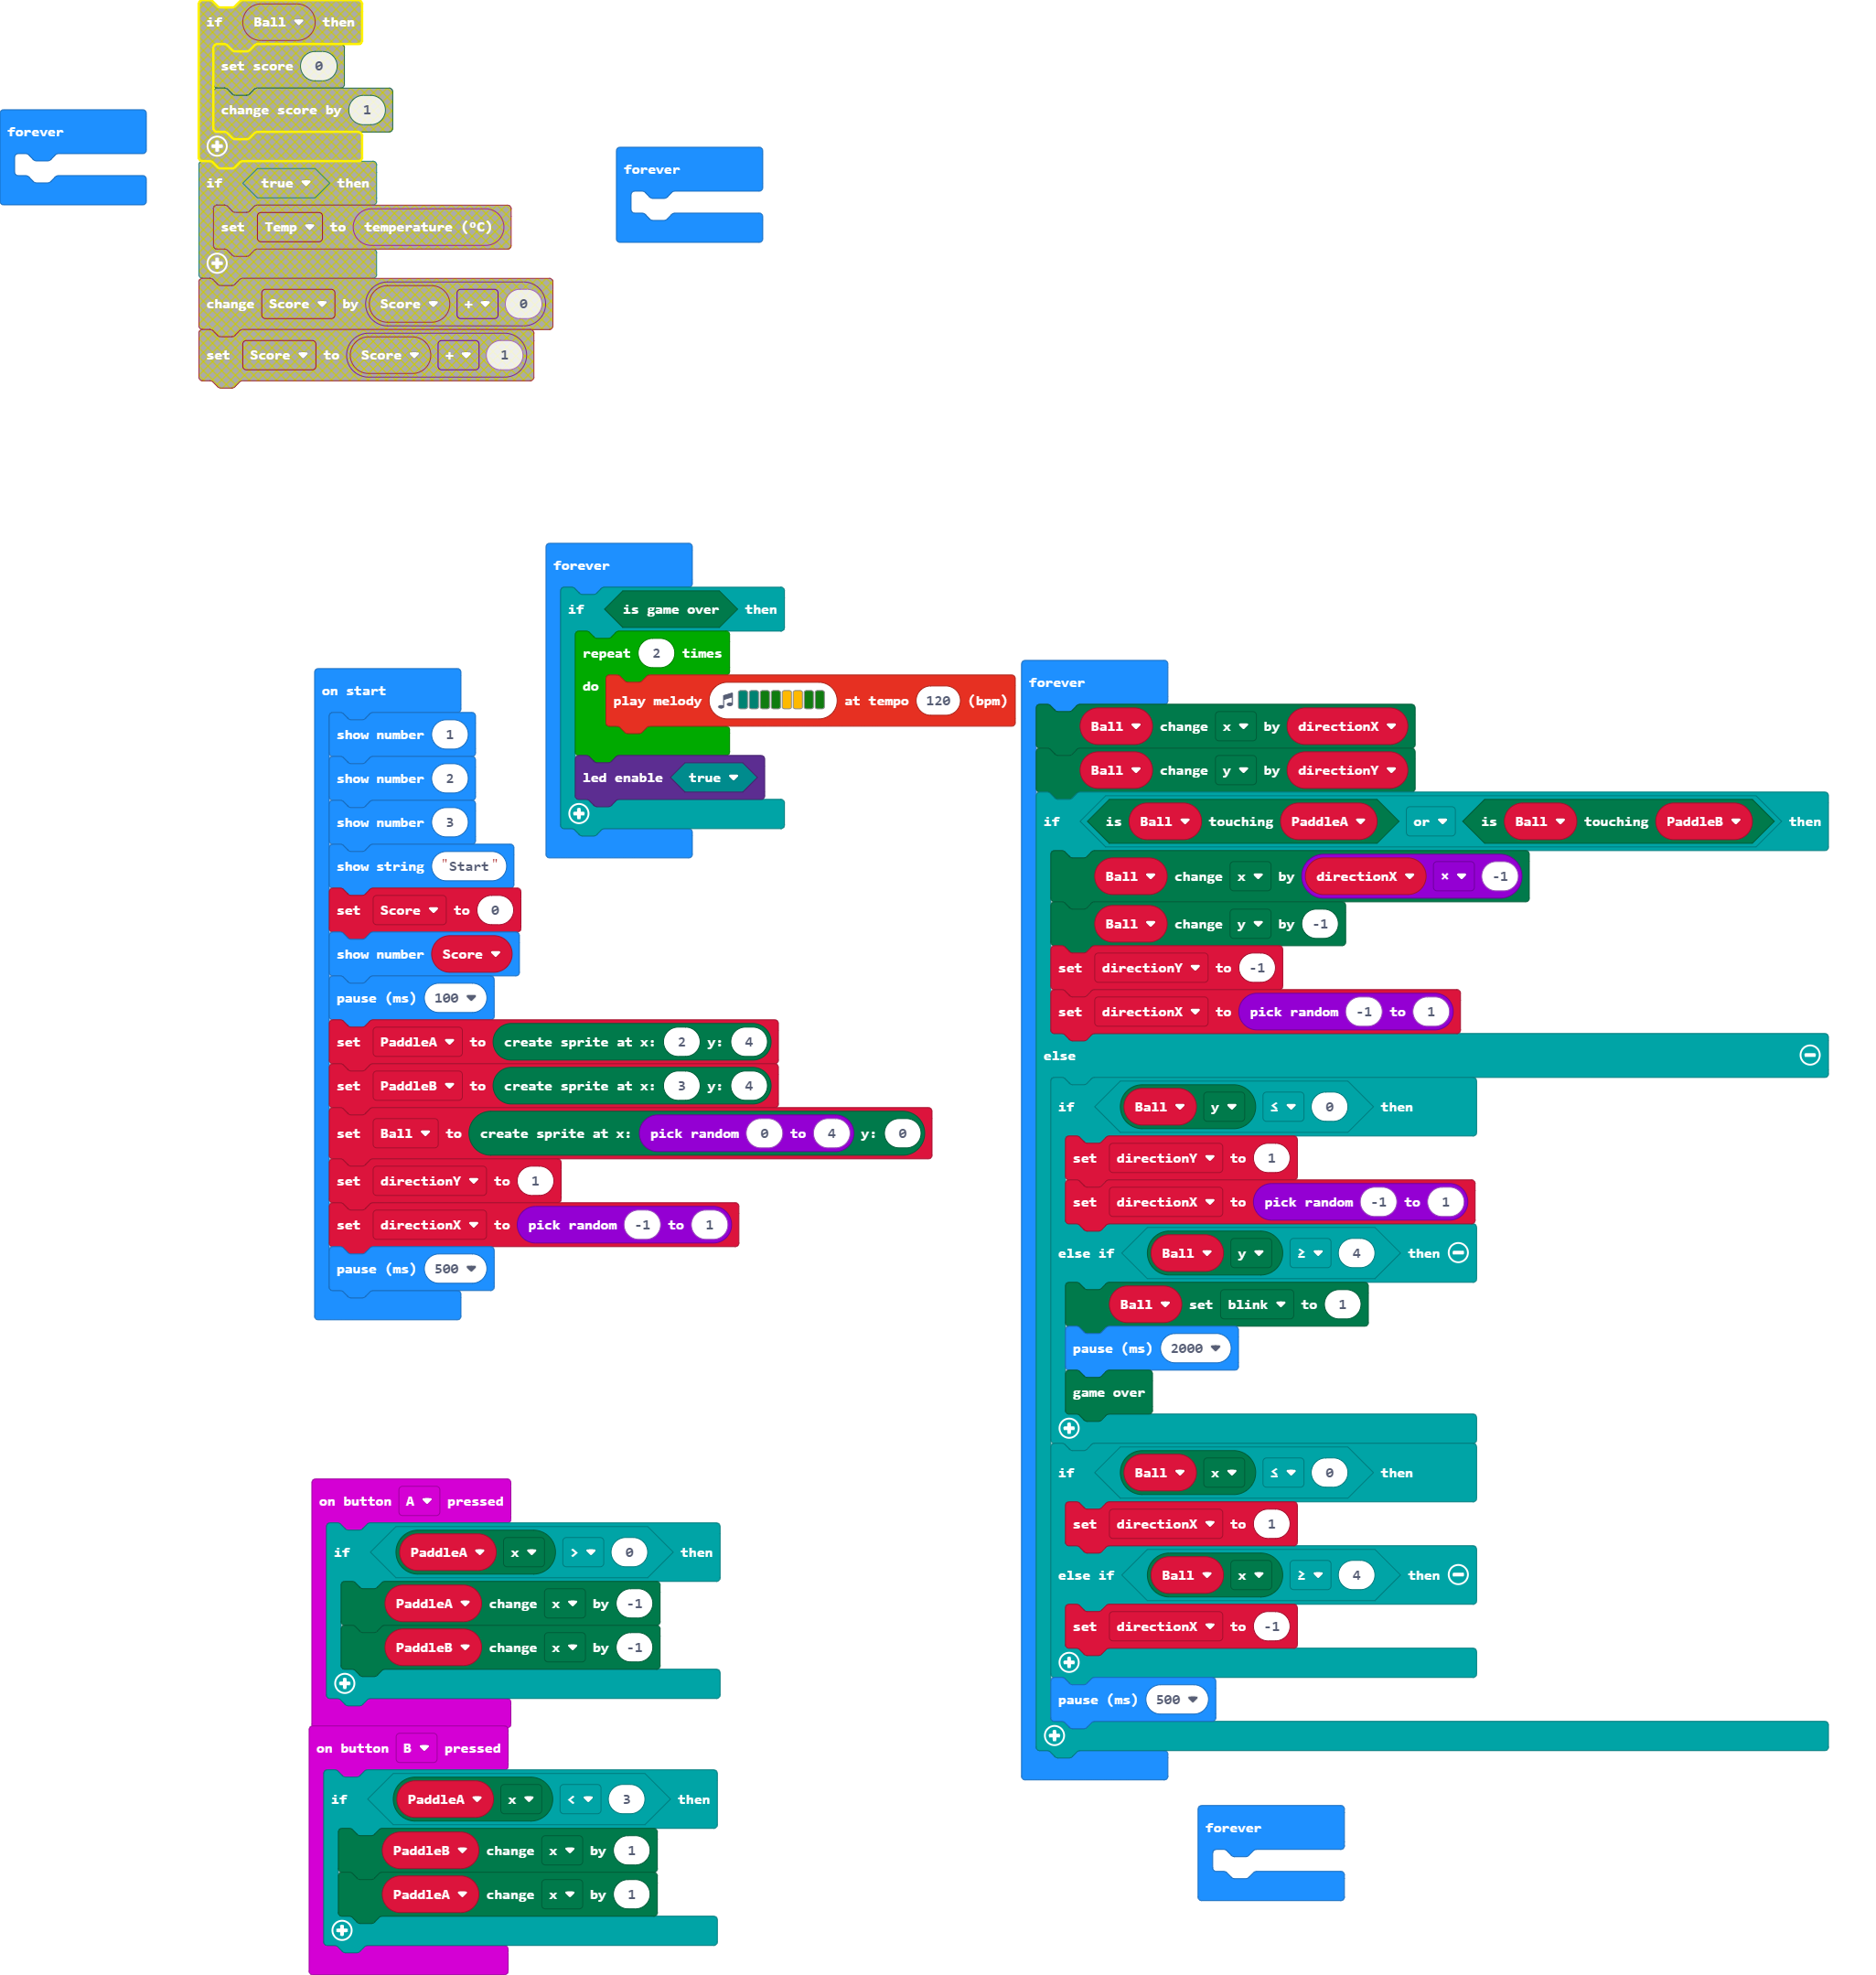 if Ball then
set score 0
change score by 1
if true then
set Temp to temperature (ºC)
change Score by Score + 0
set Score to Score + 1
forever
forever
forever
if is game over then
repeat 2 times
do play melody at tempo 120 (bpm)
led enable true
on start
show number 1
show number 2
show number 3
show string "Start"
set Score to 0
show number Score
pause (ms) 100
set PaddleA to create sprite at x: 2 y: 4
set PaddleB to create sprite at x: 3 y: 4
set Ball to create sprite at x: pick random 0 to 4 y: 0
set directionY to 1
set directionX to pick random -1 to 1
pause (ms) 500
forever
Ball change x by directionX
Ball change y by directionY
if is Ball touching PaddleA or is Ball touching PaddleB then
Ball change x by directionX × -1
Ball change y by -1
set directionY to -1
set directionX to pick random -1 to 1
else
if Ball y ≤ 0 then
set directionY to 1
set directionX to pick random -1 to 1
else if Ball y ≥ 4 then
Ball set blink to 1
pause (ms) 2000
game over
if Ball x ≤ 0 then
set directionX to 1
else if Ball x ≥ 4 then
set directionX to -1
pause (ms) 500
on button A pressed
if PaddleA x > 0 then
PaddleA change x by -1
PaddleB change x by -1
on button B pressed
if PaddleA x < 3 then
PaddleB change x by 1
PaddleA change x by 1
forever